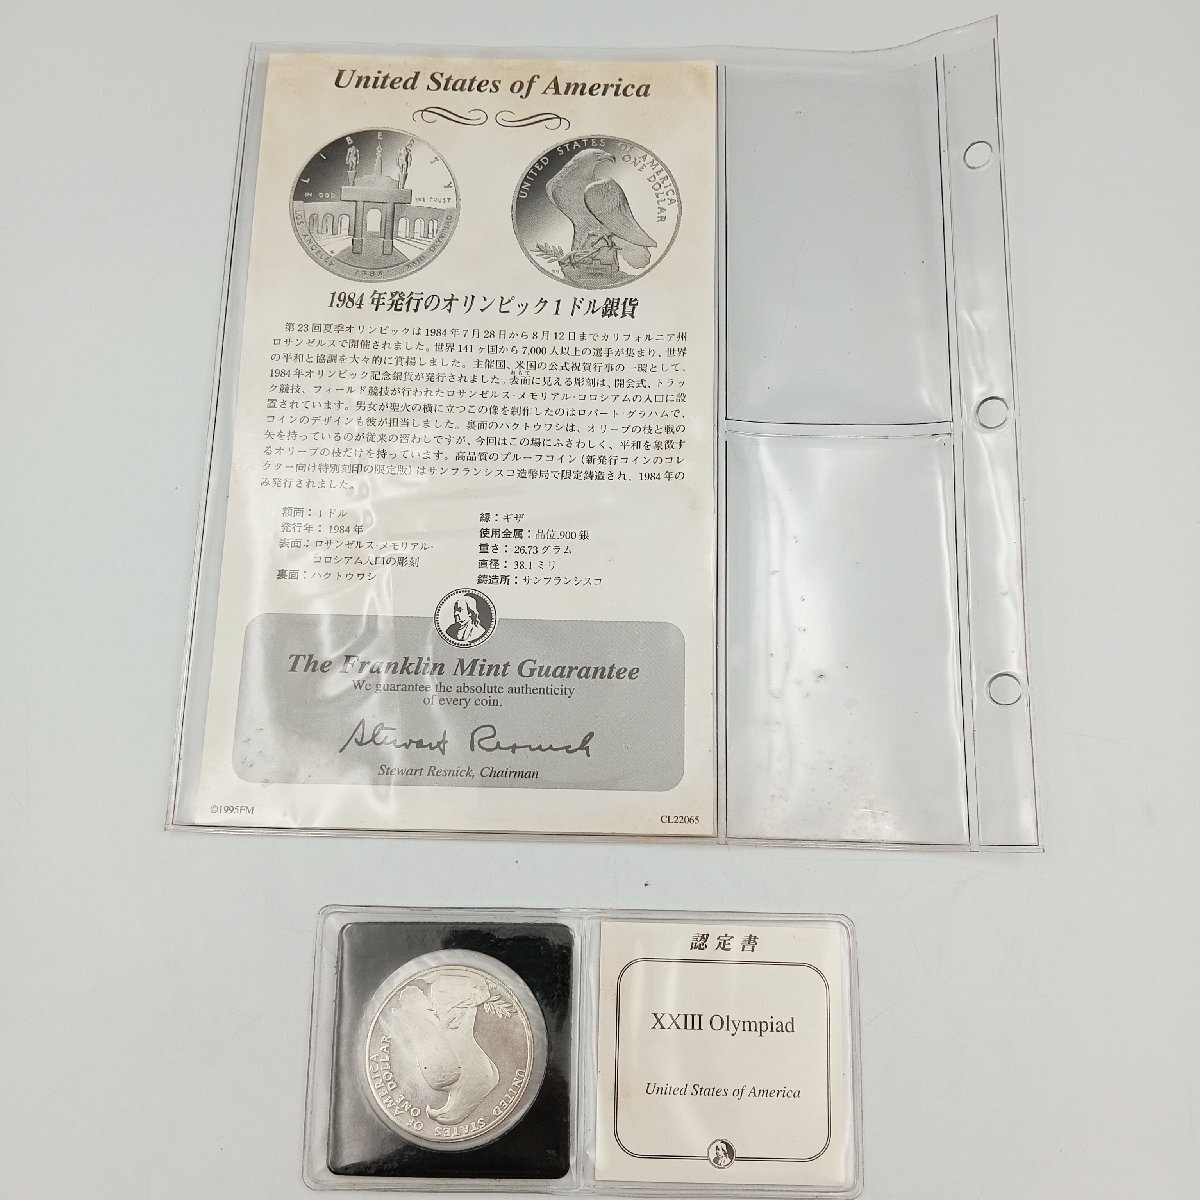 United States of America
LIBERTY
IN GOD WE TRUST
LOS ANGELES 1984 XXIII OLYMPIAD
UNITED STATES OF AMERICA
ONE DOLLAR
1984年発行のオリンピック1ドル銀貨
第23回夏季オリンピックは1984年7月28日から8月12日までカリフォルニア州
ロサンゼルスで開催されました。世界141ヶ国から7,000人以上の選手が集まり、世界
の平和と協調を大々的に賞揚しました。主催国、米国の公式祝賀行事の一環として、
1984年オリンピック記念銀貨が発行されました。表面に見える彫刻は、開会式、トラッ
ク競技、フィールド競技が行われたロサンゼルス・メモリアル・コロシアムの入口に設
置されています。男女が聖火の横に立つこの像を制作したのはロバート・グラハムで、
コインのデザインも彼が担当しました。裏面のハクトウワシは、オリーブの枝と戦の
矢を持っているのが従来の習わしですが、今回はこの場にふさわしく、平和を象徴す
るオリーブの枝だけを持っています。高品質のプルーフコイン(新発行コインのコレ
クター向け特別刻印の限定版)はサンフランシスコ造幣局で限定鋳造され、1984年の
み発行されました。
額面：1ドル
発行年：1984年
表面：ロサンゼルス・メモリアル・
コロシアム入口の彫刻
裏面：ハクトウワシ
縁：ギザ
使用金属：品位.900銀
重さ：26.73グラム
直径：38.1ミリ
鋳造所：サンフランシスコ
The Franklin Mint Guarantee
We guarantee the absolute authenticity
of every coin.
Stewart Resnick
Stewart Resnick, Chairman
©1995FM
CL22065
UNITED STATES OF AMERICA
ONE DOLLAR
認定書
XXIII Olympiad
United States of America